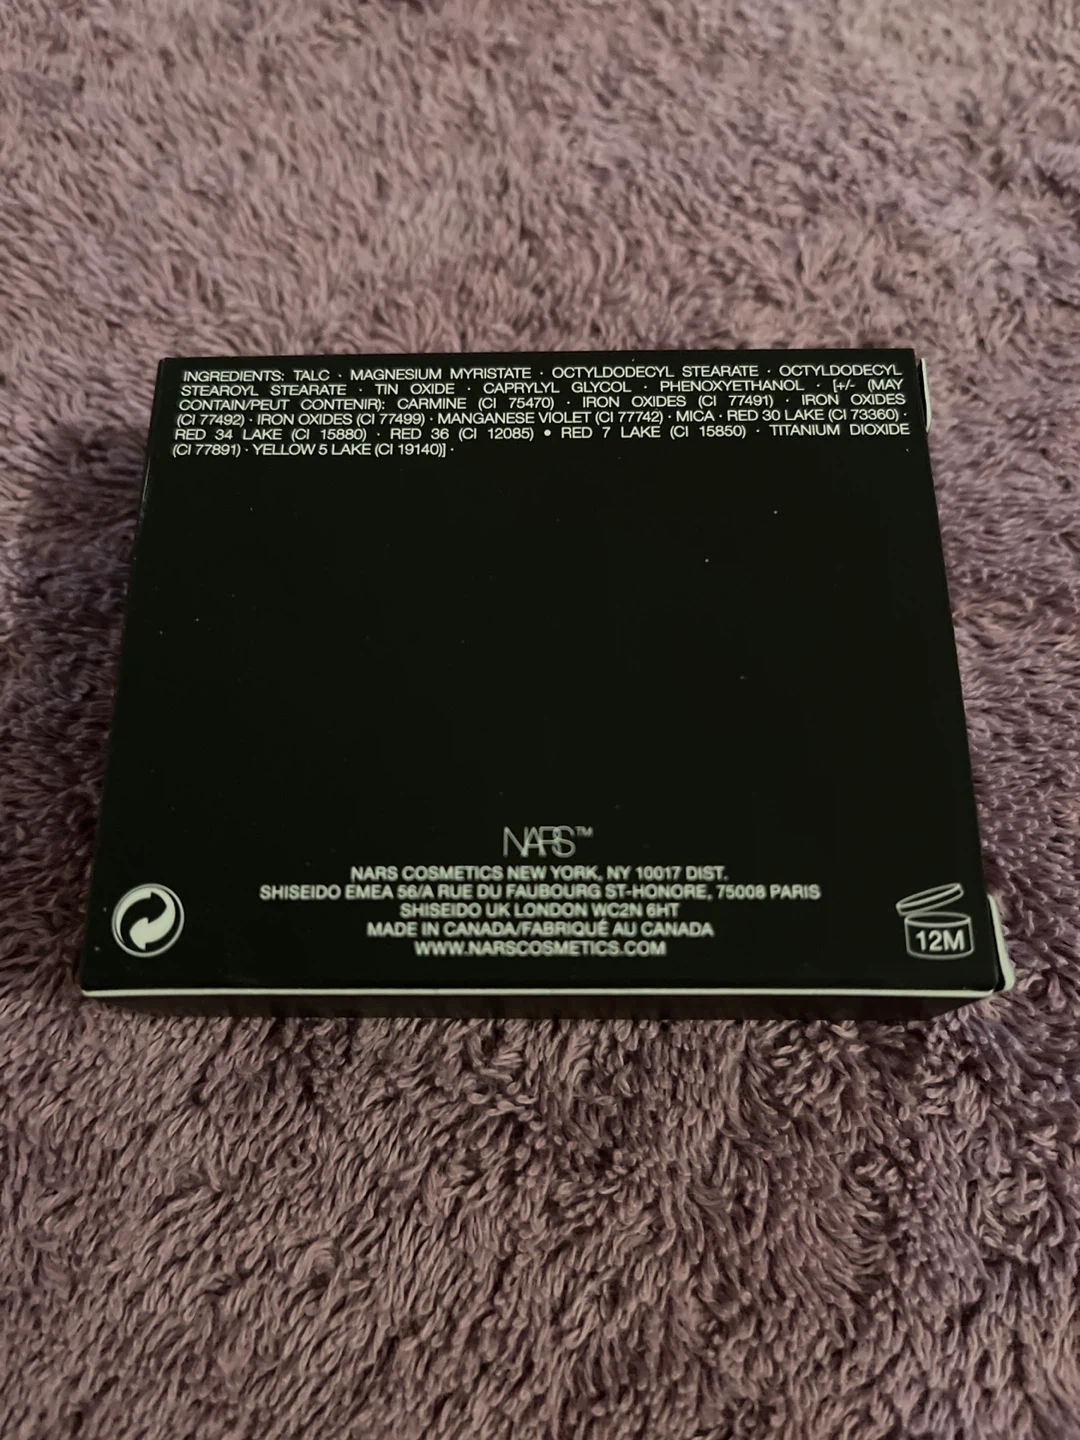 INGREDIENTS: TALC · MAGNESIUM MYRISTATE · OCTYLDODECYL STEARATE · OCTYLDODECYL
STEAROYL STEARATE · TIN OXIDE · CAPRYLYL GLYCOL · PHENOXYETHANOL · [+/- (MAY
CONTAIN/PEUT CONTENIR): CARMINE (CI 75470) · IRON OXIDES (CI 77491) · IRON OXIDES
(CI 77492) · IRON OXIDES (CI 77499) · MANGANESE VIOLET (CI 77742) · MICA · RED 30 LAKE (CI 73360) ·
RED 34 LAKE (CI 15880) · RED 36 (CI 12085) • RED 7 LAKE (CI 15850) · TITANIUM DIOXIDE
(CI 77891) · YELLOW 5 LAKE (CI 19140)] ·
NARS™
NARS COSMETICS NEW YORK, NY 10017 DIST.
SHISEIDO EMEA 56/A RUE DU FAUBOURG ST-HONORE, 75008 PARIS
SHISEIDO UK LONDON WC2N 6HT
MADE IN CANADA/FABRIQUÉ AU CANADA
WWW.NARSCOSMETICS.COM
12M